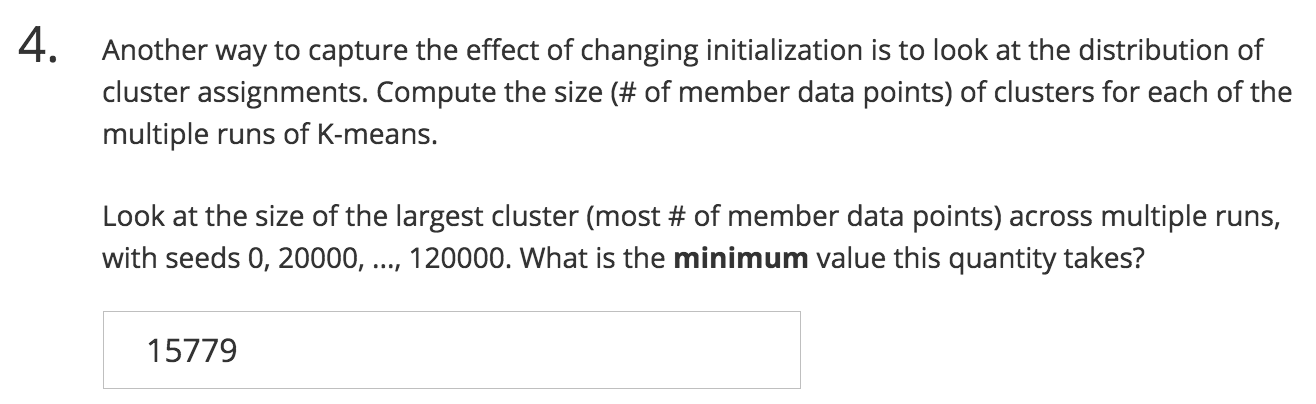 4. Another way to capture the effect of changing initialization is to look at the distribution of
cluster assignments. Compute the size (# of member data points) of clusters for each of the
multiple runs of K-means.
Look at the size of the largest cluster (most # of member data points) across multiple runs,
with seeds 0, 20000, ..., 120000. What is the minimum value this quantity takes?
15779